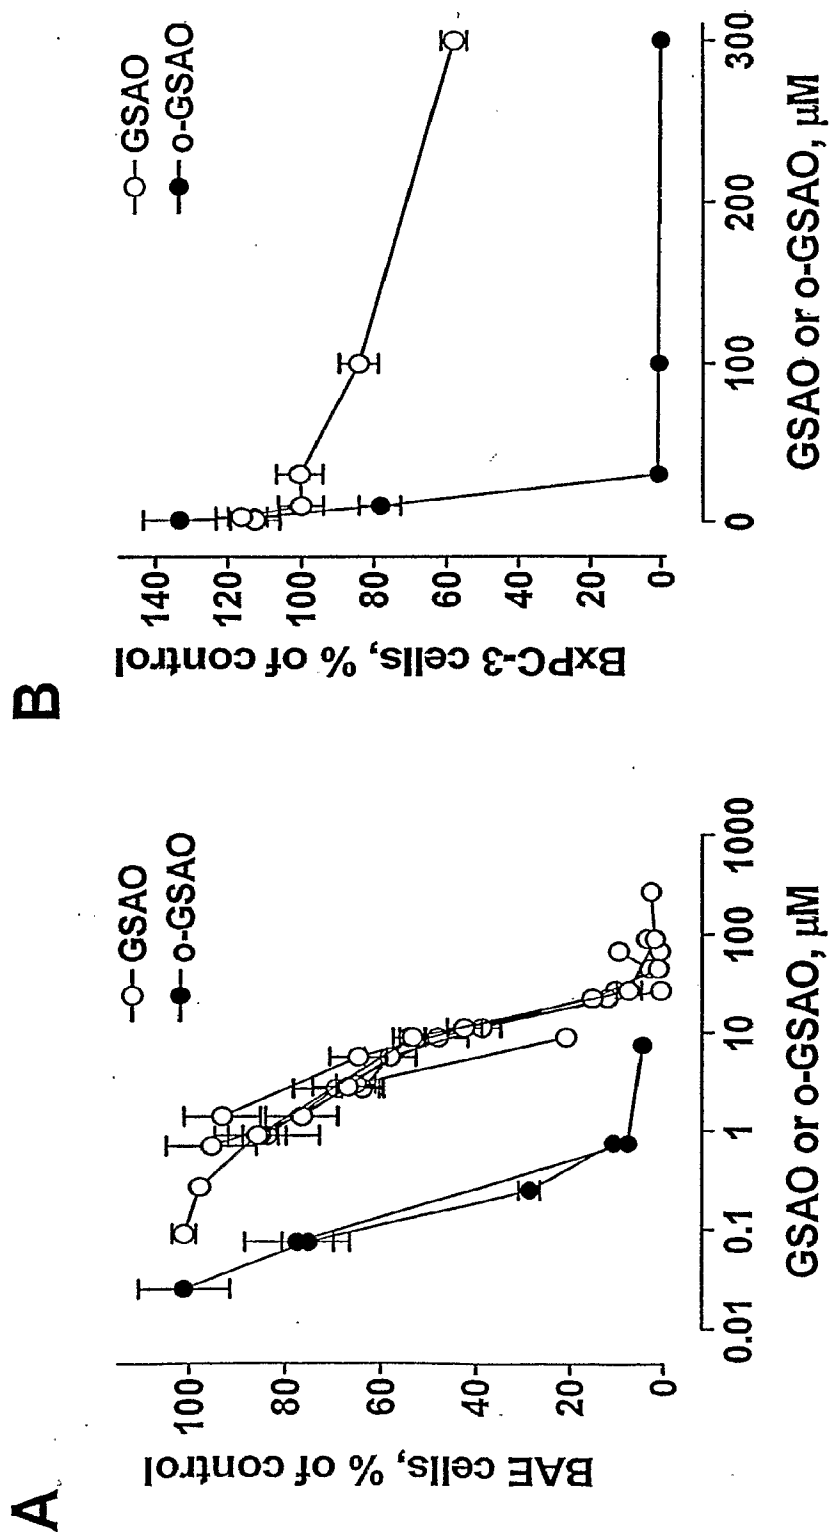 A
BAE cells, % of control
100
80
60
40
20
0
0.01
0.1
1
10
100
1000
GSAO or o-GSAO, µM
GSAO
o-GSAO
B
BxPC-3 cells, % of control
140
120
100
80
60
40
20
0
0
100
200
300
GSAO or o-GSAO, µM
GSAO
o-GSAO